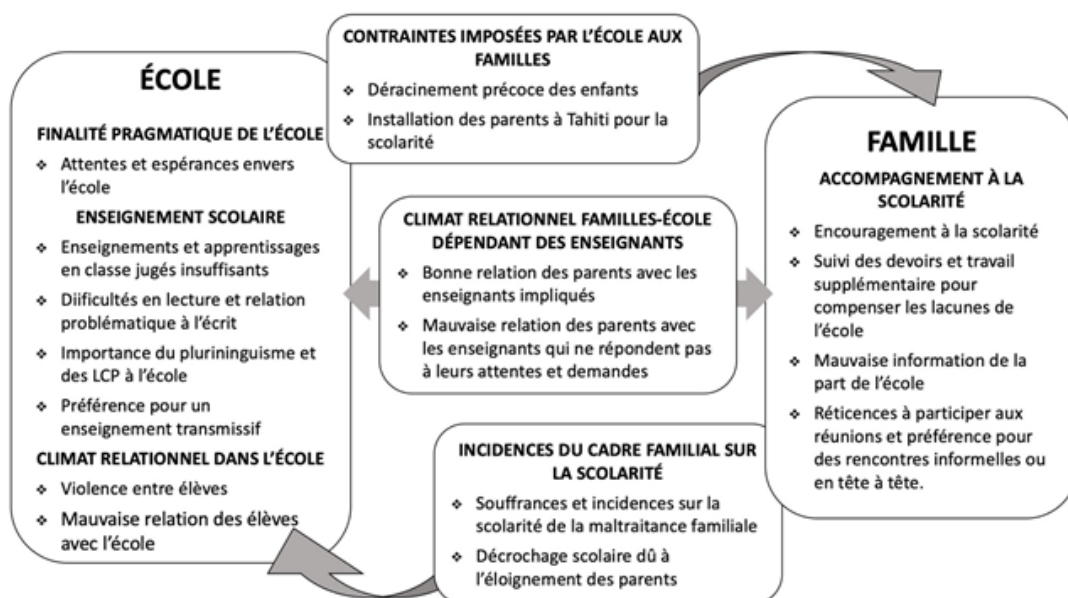 CONTRAINTES IMPOSÉES PAR L'ÉCOLE AUX
FAMILLES
❖ Déracinement précoce des enfants
❖ Installation des parents à Tahiti pour la
scolarité
ÉCOLE
FINALITÉ PRAGMATIQUE DE L'ÉCOLE
❖ Attentes et espérances envers
l'école
ENSEIGNEMENT SCOLAIRE
❖ Enseignements et apprentissages
en classe jugés insuffisants
❖ Diificultés en lecture et relation
problématique à l'écrit
❖ Importance du plurininguisme et
des LCP à l'école
❖ Préférence pour un
enseignement transmissif
CLIMAT RELATIONNEL DANS L'ÉCOLE
❖ Violence entre élèves
❖ Mauvaise relation des élèves
avec l'école
CLIMAT RELATIONNEL FAMILLES-ÉCOLE
DÉPENDANT DES ENSEIGNANTS
❖ Bonne relation des parents avec les
enseignants impliqués
❖ Mauvaise relation des parents avec
les enseignants qui ne répondent pas
à leurs attentes et demandes
INCIDENCES DU CADRE FAMILIAL SUR
LA SCOLARITÉ
❖ Souffrances et incidences sur la
scolarité de la maltraitance familiale
❖ Décrochage scolaire dû à
l'éloignement des parents
FAMILLE
ACCOMPAGNEMENT À LA
SCOLARITÉ
❖ Encouragement à la scolarité
❖ Suivi des devoirs et travail
supplémentaire pour
compenser les lacunes de
l'école
❖ Mauvaise information de la
part de l'école
❖ Réticences à participer aux
réunions et préférence pour
des rencontres informelles ou
en tête à tête.